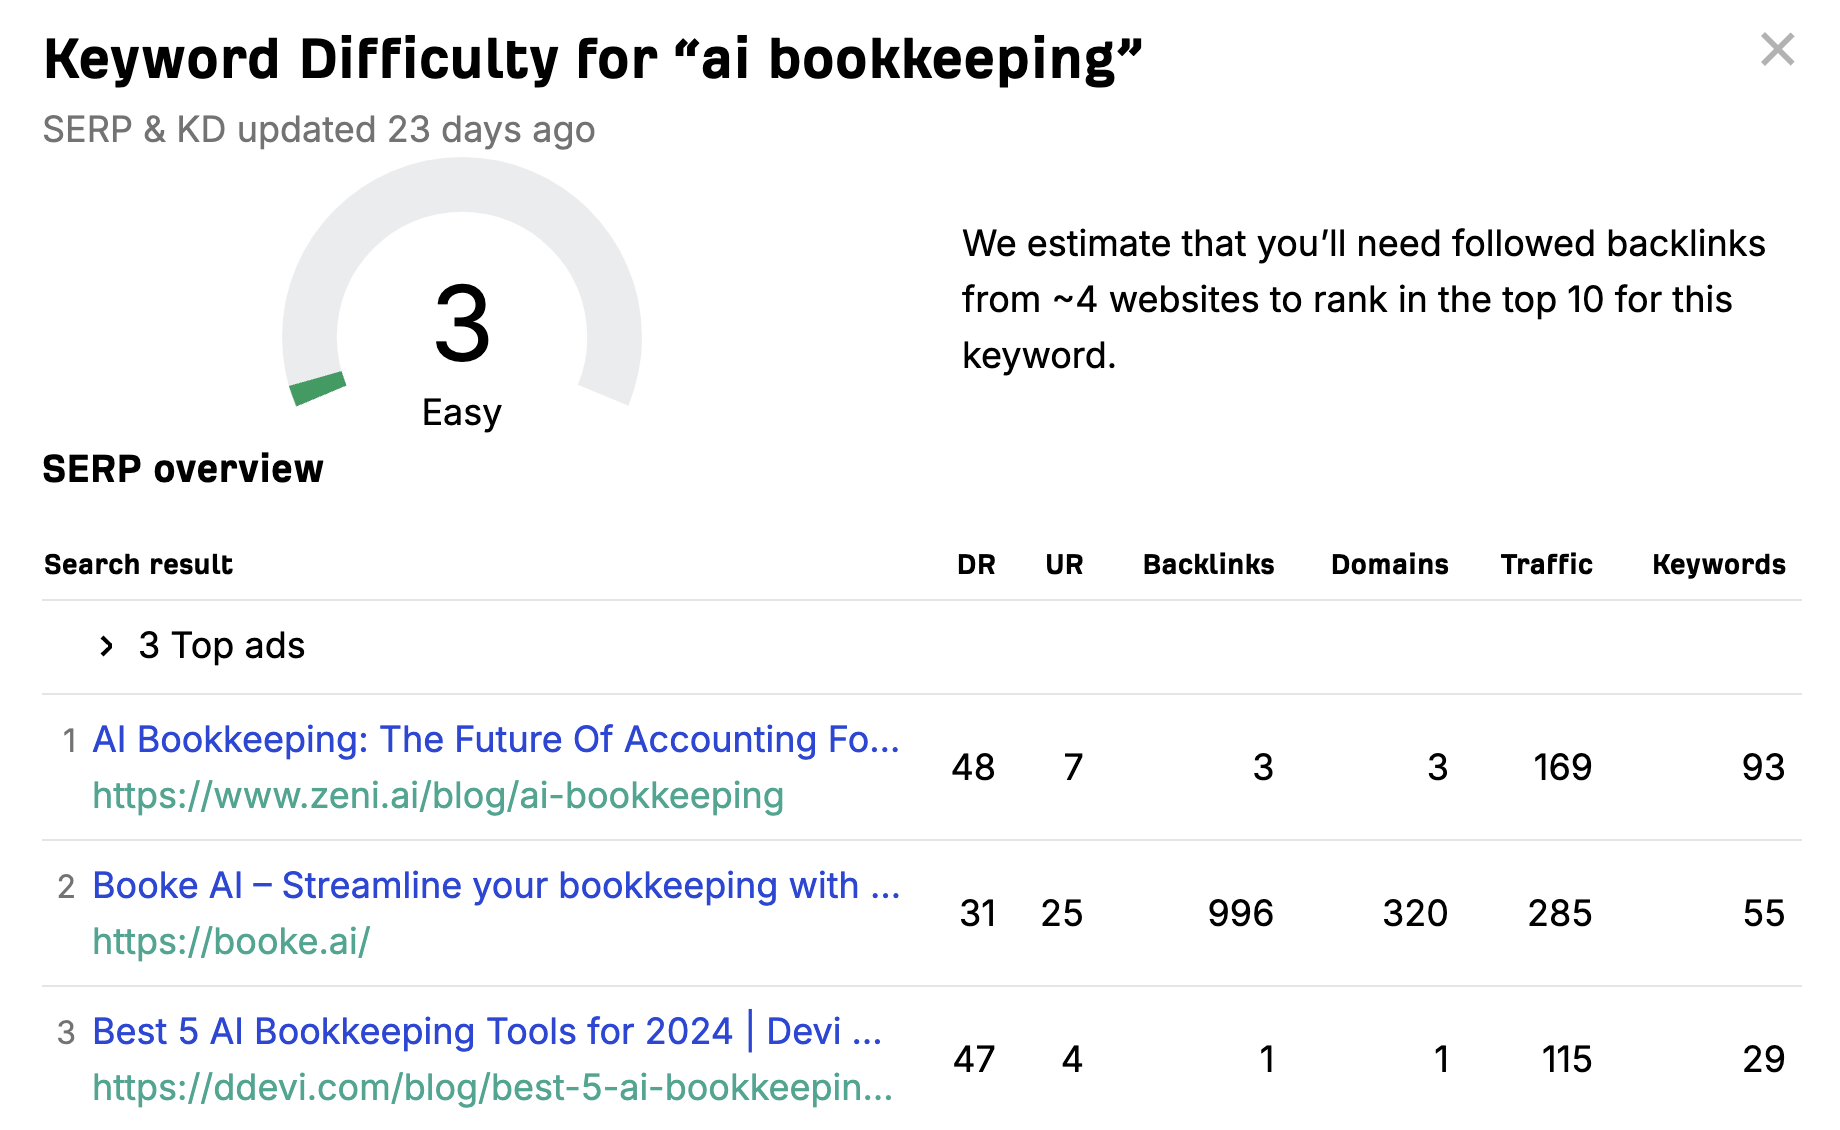 Keyword Difficulty for “ai bookkeeping”
SERP & KD updated 23 days ago
3
Easy
We estimate that you’ll need followed backlinks
from ~4 websites to rank in the top 10 for this
keyword.
SERP overview
Search result DR UR Backlinks Domains Traffic Keywords
3 Top ads
1 AI Bookkeeping: The Future Of Accounting Fo... 48 7 3 3 169 93
https://www.zeni.ai/blog/ai-bookkeeping
2 Booke AI – Streamline your bookkeeping with ... 31 25 996 320 285 55
https://booke.ai/
3 Best 5 AI Bookkeeping Tools for 2024 | Devi ... 47 4 1 1 115 29
https://ddevi.com/blog/best-5-ai-bookkeepin...